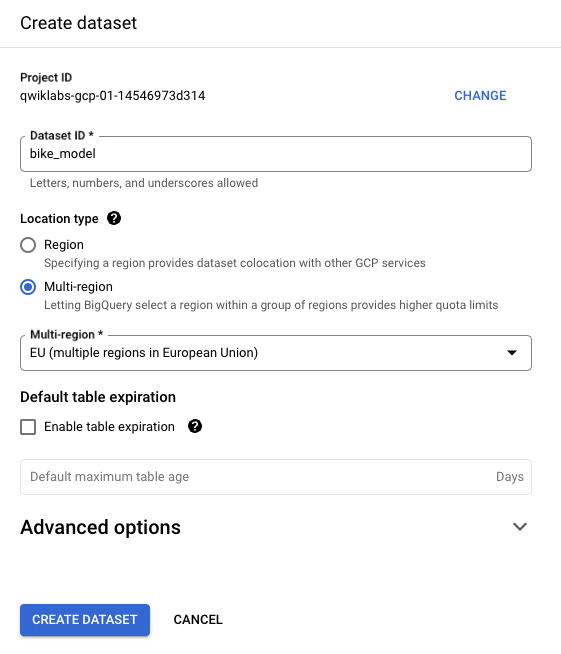 Create dataset
Project ID
qwiklabs-gcp-01-14546973d314
CHANGE
Dataset ID *
bike_model
Letters, numbers, and underscores allowed
Location type ?
Region
Specifying a region provides dataset colocation with other GCP services
Multi-region
Letting BigQuery select a region within a group of regions provides higher quota limits
Multi-region *
EU (multiple regions in European Union)
Default table expiration
Enable table expiration ?
Default maximum table age Days
Advanced options
CREATE DATASET CANCEL